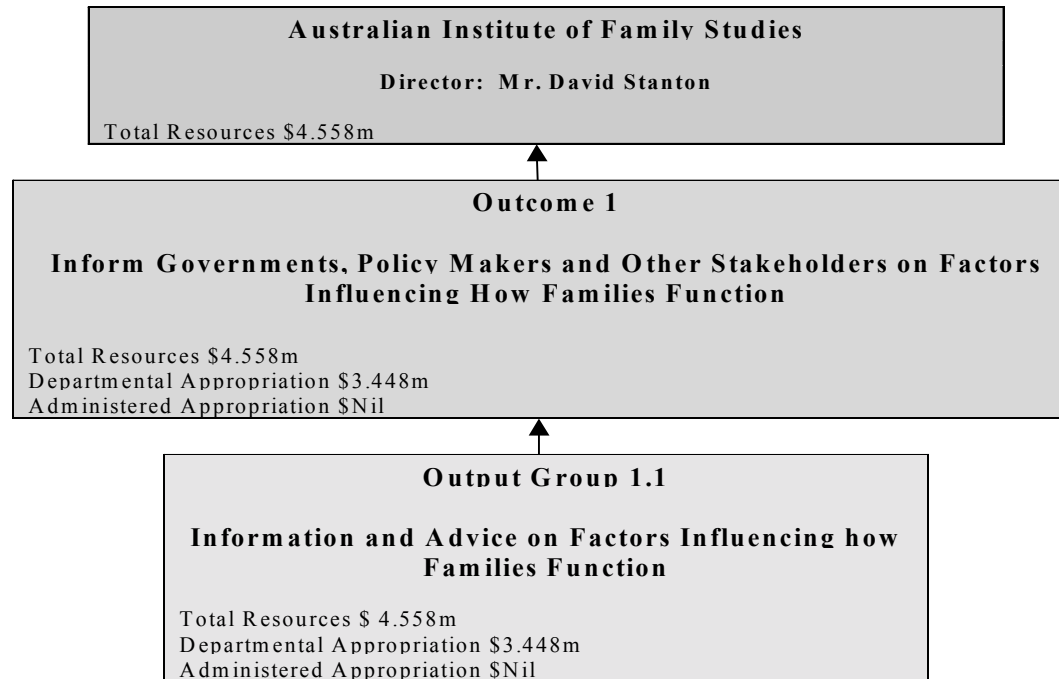 Australian Institute of Family Studies
Director: Mr. David Stanton
Total Resources $4.558m
Outcome 1
Inform Governments, Policy Makers and Other Stakeholders on Factors
Influencing How Families Function
Total Resources $4.558m
Departmental Appropriation $3.448m
Administered Appropriation $Nil
Output Group 1.1
Information and Advice on Factors Influencing how
Families Function
Total Resources $ 4.558m
Departmental Appropriation $3.448m
Administered Appropriation $Nil